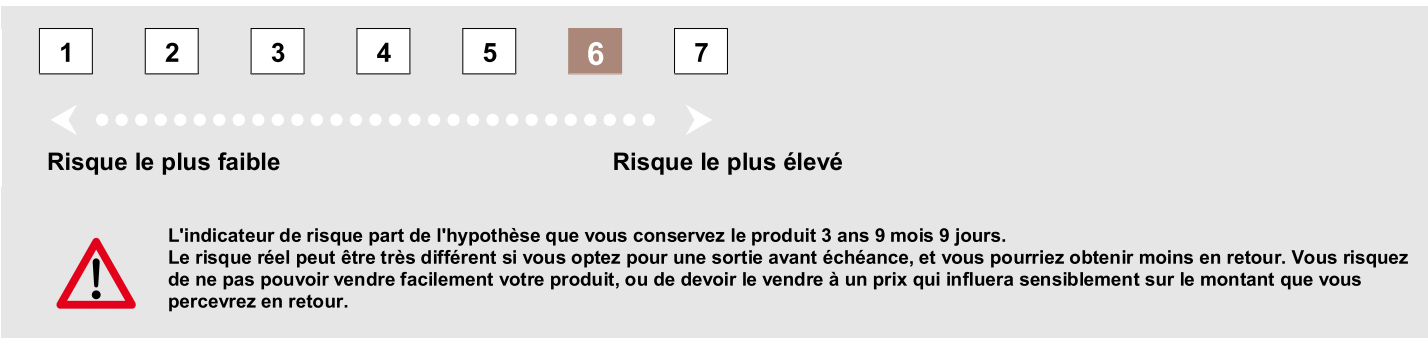 1 2 3 4 5 6 7
Risque le plus faible Risque le plus élevé
L'indicateur de risque part de l'hypothèse que vous conservez le produit 3 ans 9 mois 9 jours.
Le risque réel peut être très différent si vous optez pour une sortie avant échéance, et vous pourriez obtenir moins en retour. Vous risquez
de ne pas pouvoir vendre facilement votre produit, ou de devoir le vendre à un prix qui influera sensiblement sur le montant que vous
percevrez en retour.